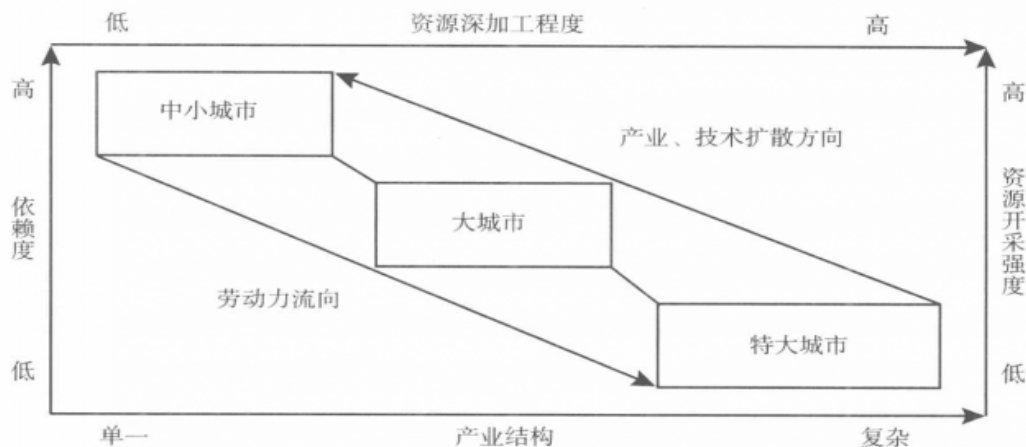 低 资源深加工程度 高
高 中小城市 高
产业、技术扩散方向
依赖度 大城市 资源开采强度
劳动力流向
低 特大城市 低
单一 产业结构 复杂